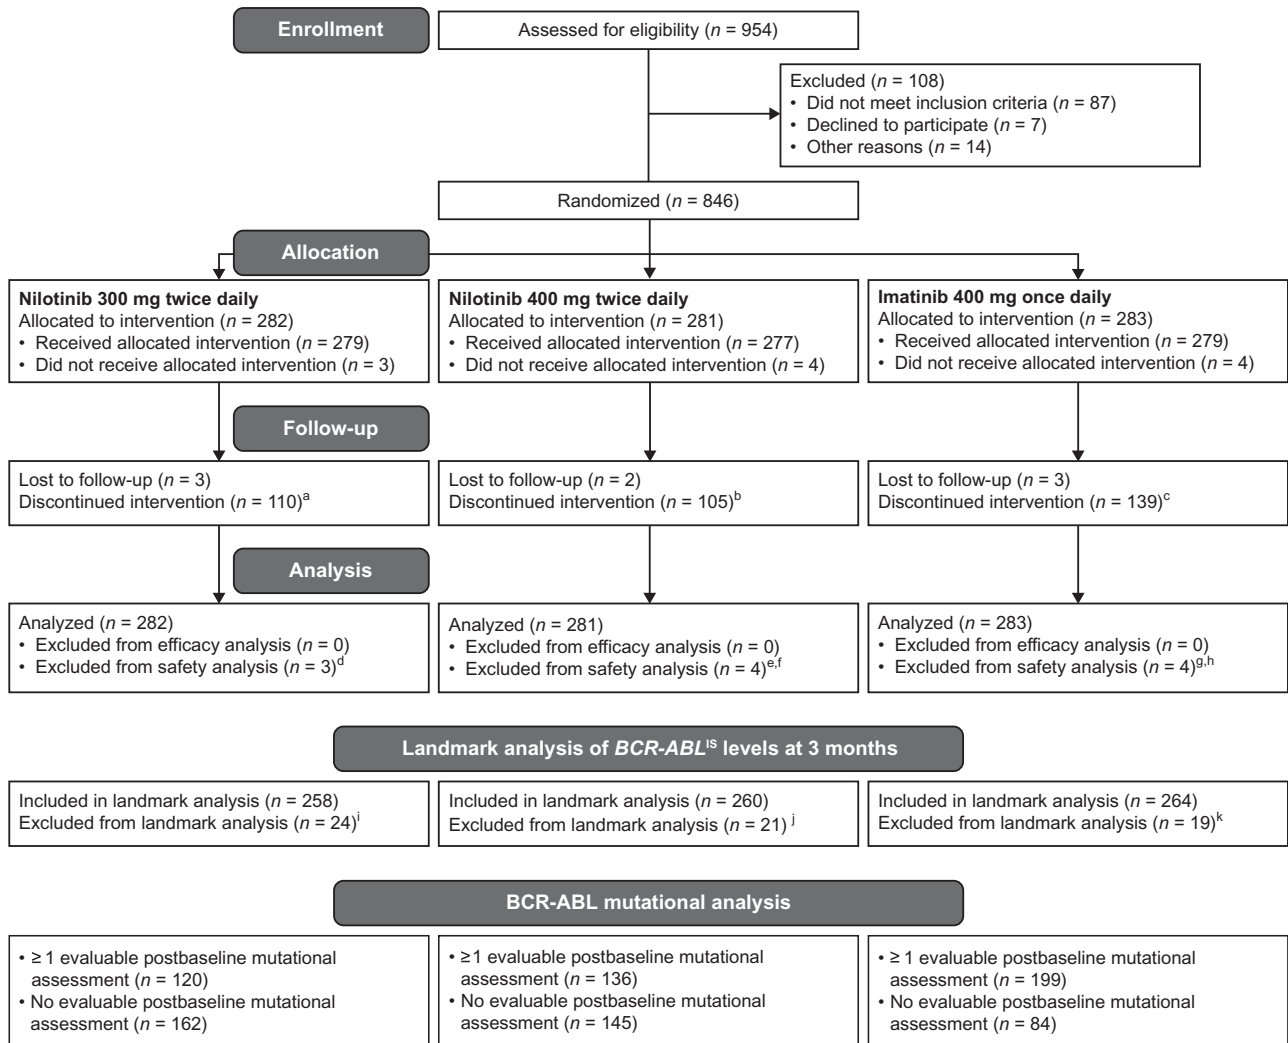 Enrollment
Assessed for eligibility (n = 954)
Excluded (n = 108)
• Did not meet inclusion criteria (n = 87)
• Declined to participate (n = 7)
• Other reasons (n = 14)
Randomized (n = 846)
Allocation
Nilotinib 300 mg twice daily
Allocated to intervention (n = 282)
• Received allocated intervention (n = 279)
• Did not receive allocated intervention (n = 3)
Nilotinib 400 mg twice daily
Allocated to intervention (n = 281)
• Received allocated intervention (n = 277)
• Did not receive allocated intervention (n = 4)
Imatinib 400 mg once daily
Allocated to intervention (n = 283)
• Received allocated intervention (n = 279)
• Did not receive allocated intervention (n = 4)
Follow-up
Lost to follow-up (n = 3)
Discontinued intervention (n = 110)a
Lost to follow-up (n = 2)
Discontinued intervention (n = 105)b
Lost to follow-up (n = 3)
Discontinued intervention (n = 139)c
Analysis
Analyzed (n = 282)
• Excluded from efficacy analysis (n = 0)
• Excluded from safety analysis (n = 3)d
Analyzed (n = 281)
• Excluded from efficacy analysis (n = 0)
• Excluded from safety analysis (n = 4)e,f
Analyzed (n = 283)
• Excluded from efficacy analysis (n = 0)
• Excluded from safety analysis (n = 4)g,h
Landmark analysis of BCR-ABLIS levels at 3 months
Included in landmark analysis (n = 258)
Excluded from landmark analysis (n = 24)i
Included in landmark analysis (n = 260)
Excluded from landmark analysis (n = 21) j
Included in landmark analysis (n = 264)
Excluded from landmark analysis (n = 19)k
BCR-ABL mutational analysis
• ≥ 1 evaluable postbaseline mutational
assessment (n = 120)
• No evaluable postbaseline mutational
assessment (n = 162)
• ≥ 1 evaluable postbaseline mutational
assessment (n = 136)
• No evaluable postbaseline mutational
assessment (n = 145)
• ≥ 1 evaluable postbaseline mutational
assessment (n = 199)
• No evaluable postbaseline mutational
assessment (n = 84)